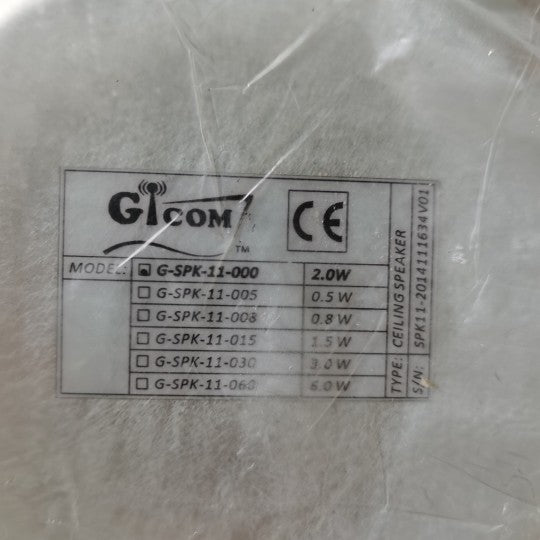 GiCOM
TM
CE
MODEL: G-SPK-11-000 2.0W
G-SPK-11-005 0.5 W
G-SPK-11-008 0.8 W
G-SPK-11-015 1.5 W
G-SPK-11-030 3.0 W
G-SPK-11-060 6.0 W
TYPE: CEILING SPEAKER
S/N: SPK11-2014111634V01